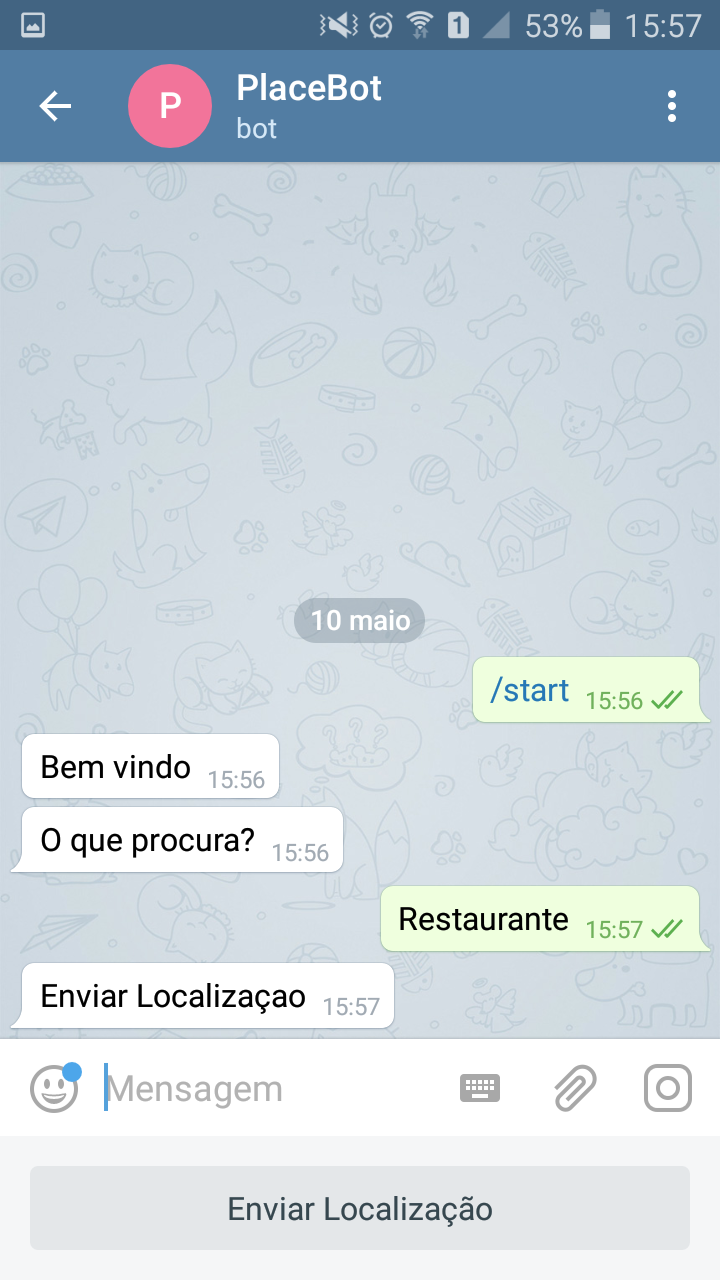 1 53% 15:57
P
PlaceBot
bot
10 maio
/start 15:56
Bem vindo 15:56
O que procura? 15:56
Restaurante 15:57
Enviar Localizaçao 15:57
Mensagem
Enviar Localização